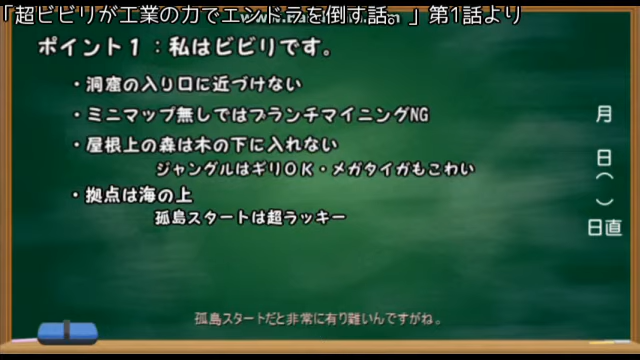 「超ビビリが工業の力でエンドラを倒す話。」第1話より
ポイント１：私はビビリです。
・洞窟の入り口に近づけない
・ミニマップ無しではブランチマイニングNG
・屋根上の森は木の下に入れない
ジャングルはギリＯＫ・メガタイガもこわい
・拠点は海の上
孤島スタートは超ラッキー
月
日
（
）
日直
孤島スタートだと非常に有り難いんですがね。